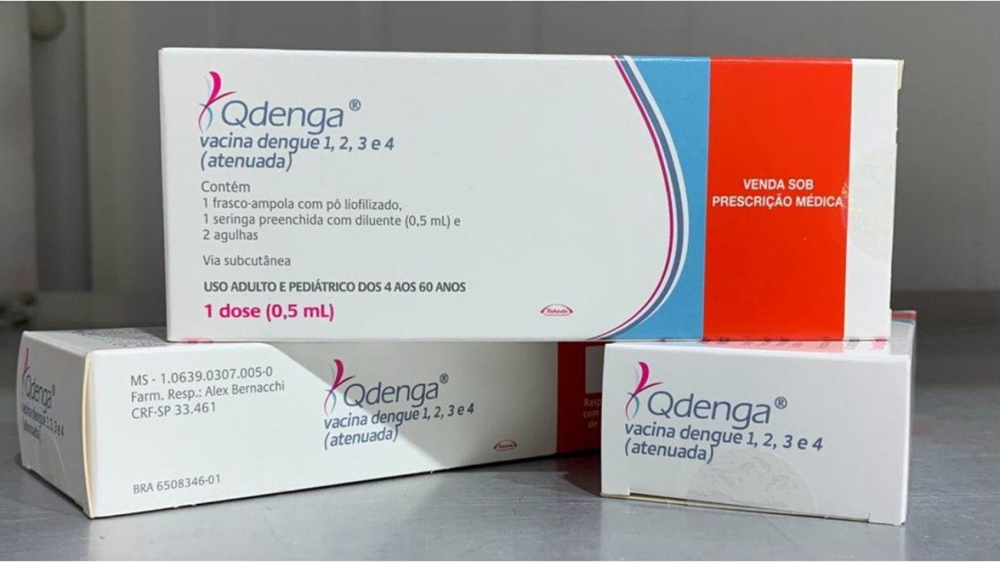 Qdenga®
vacina dengue 1, 2, 3 e 4
(atenuada)
Contém
1 frasco-ampola com pó liofilizado,
1 seringa preenchida com diluente (0,5 mL) e
2 agulhas
Via subcutânea
USO ADULTO E PEDIÁTRICO DOS 4 AOS 60 ANOS
1 dose (0,5 mL)
Takeda
VENDA SOB
PRESCRIÇÃO MÉDICA
Qdenga®
vacina dengue 1, 2, 3 e 4
(atenuada)
MS - 1.0639.0307.005-0
Farm. Resp.: Alex Bernacchi
CRF-SP 33.461
BRA 6508346-01
Qdenga®
vacina dengue 1, 2, 3 e 4
(atenuada)
Takeda
com
de
Qdenga®
vacina dengue 1, 2, 3 e 4
(atenuada)